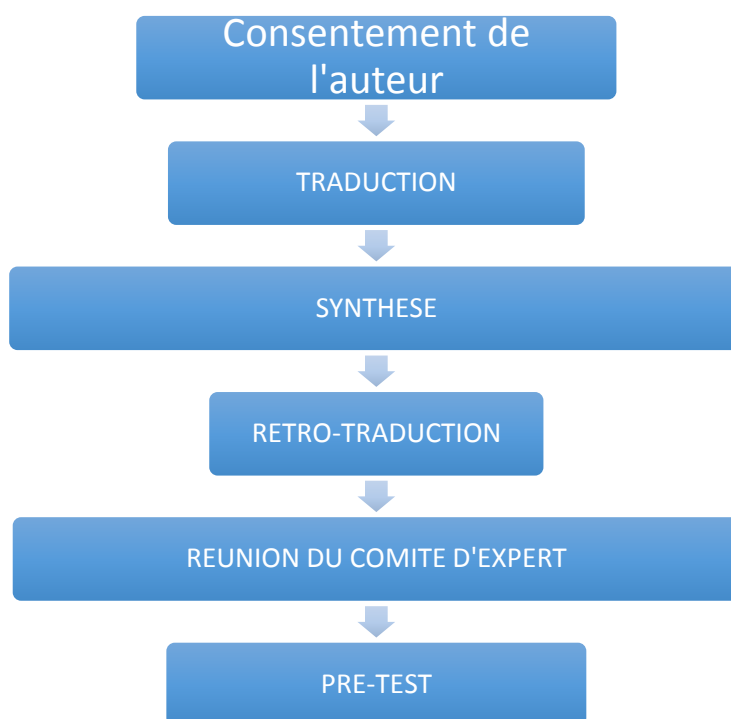 Consentement de
l'auteur
TRADUCTION
SYNTHESE
RETRO-TRADUCTION
REUNION DU COMITE D'EXPERT
PRE-TEST